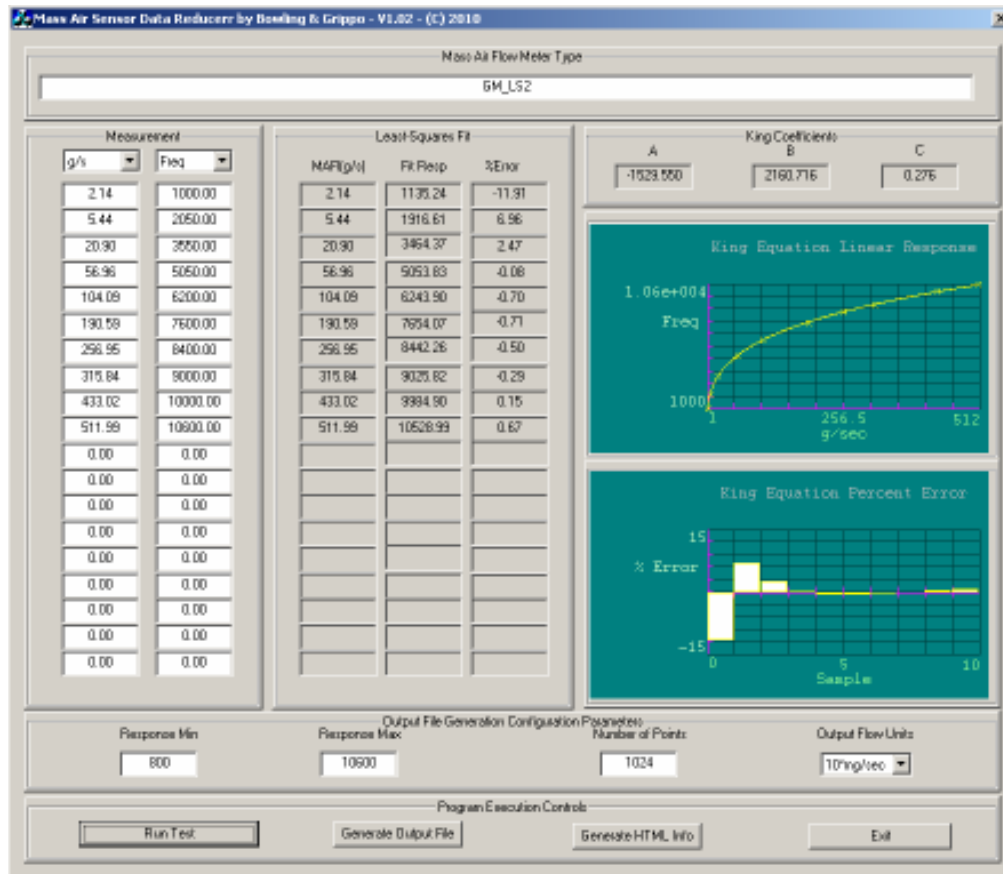 Mass Air Sensor Data Reducerr by Bowling & Grippo - V1.02 - (C) 2010
Mass Air Flow Meter Type
GM_LS2
Measurement
g/s Freq
2.14 1000.00
5.44 2050.00
20.90 3550.00
56.96 5050.00
104.09 6200.00
190.59 7600.00
256.95 8400.00
315.84 9000.00
433.02 10000.00
511.99 10600.00
0.00 0.00
0.00 0.00
0.00 0.00
0.00 0.00
0.00 0.00
0.00 0.00
0.00 0.00
0.00 0.00
0.00 0.00
Least-Squares Fit
MAF(g/s) Fit Resp %Error
2.14 1135.24 -11.91
5.44 1916.61 6.96
20.90 3464.37 2.47
56.96 5053.83 -0.08
104.09 6243.90 -0.70
190.59 7654.07 -0.71
256.95 8442.26 -0.50
315.84 9025.82 -0.29
433.02 9984.90 0.15
511.99 10528.99 0.67
King Coefficients
A B C
-1529.550 2160.716 0.276
King Equation Linear Response
1.06e+004
Freq
1000
1 256.5 512
g/sec
King Equation Percent Error
15
% Error
-15
0 5 10
Sample
Output File Generation Configuration Parameters
Response Min Response Max Number of Points Output Flow Units
800 10600 1024 10*mg/sec
Program Execution Controls
Run Test Generate Output File Generate HTML Info Exit